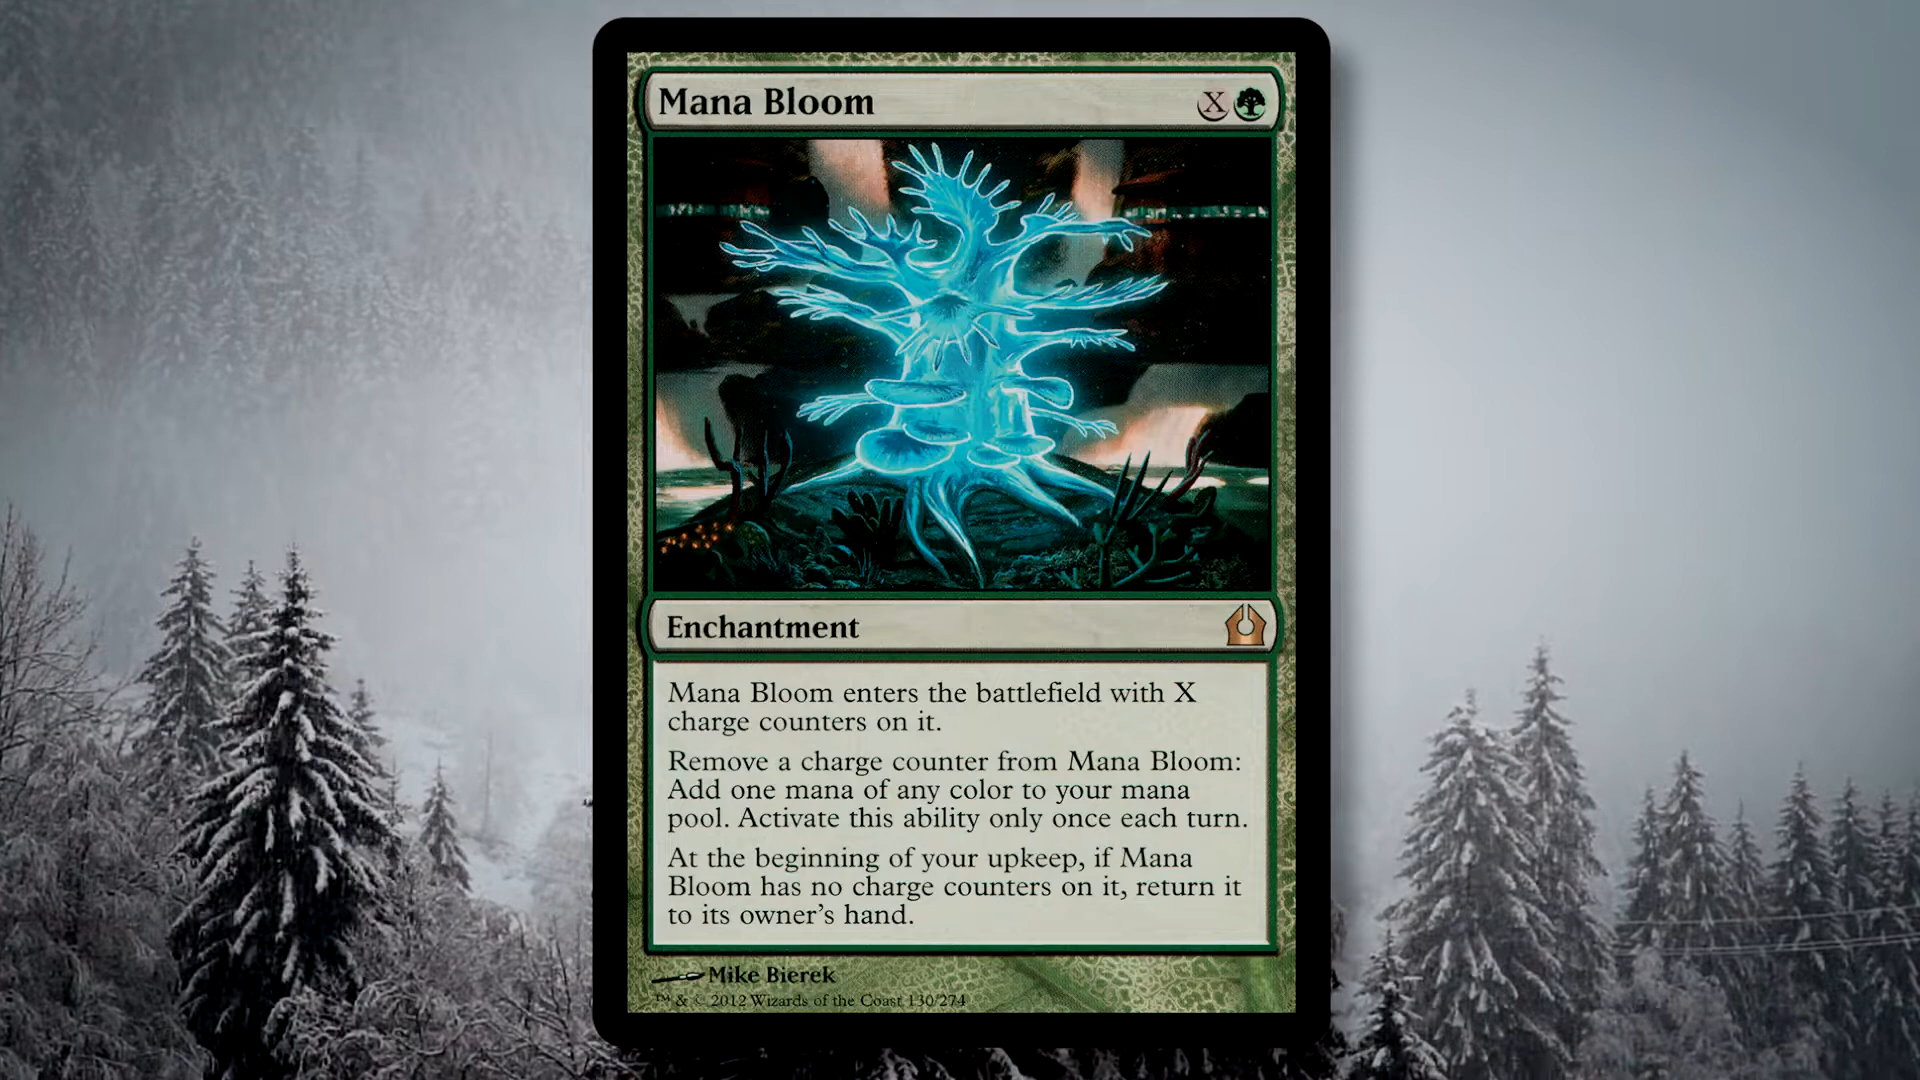 Mana Bloom X
Enchantment
Mana Bloom enters the battlefield with X
charge counters on it.
Remove a charge counter from Mana Bloom:
Add one mana of any color to your mana
pool. Activate this ability only once each turn.
At the beginning of your upkeep, if Mana
Bloom has no charge counters on it, return it
to its owner's hand.
Mike Bierek
™ & © 2012 Wizards of the Coast 130/274